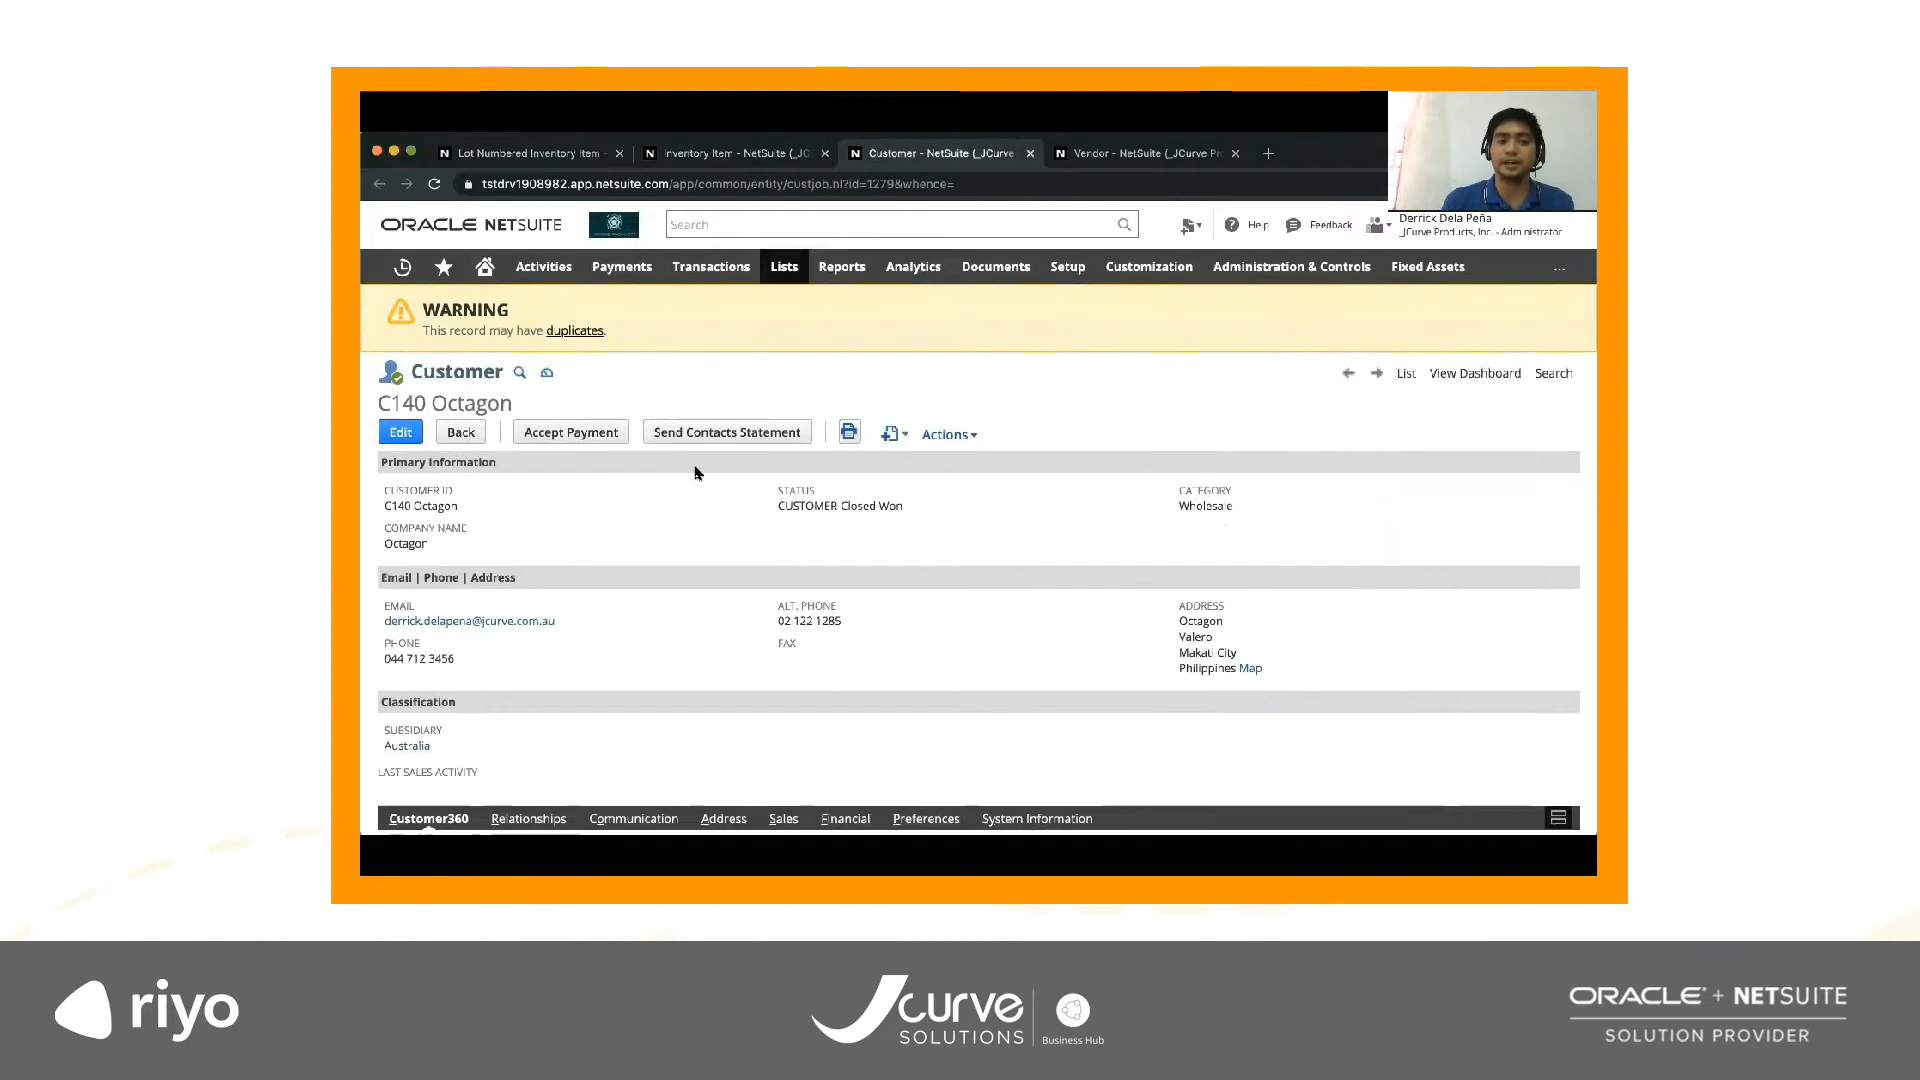 Lot Numbered Inventory Item -
Inventory Item - NetSuite (_JC
Customer - NetSuite (_JCurve
Vendor - NetSuite (_JCurve Pr
tstdrv1908982.app.netsuite.com/app/common/entity/custjob.nl?id=1279&whence=
ORACLE NETSUITE
Search
Help
Feedback
Derrick Dela Peña
_JCurve Products, Inc. - Administrator
Activities Payments Transactions Lists Reports Analytics Documents Setup Customization Administration & Controls Fixed Assets ...
WARNING
This record may have duplicates.
Customer
List View Dashboard Search
C140 Octagon
Edit Back Accept Payment Send Contacts Statement Actions
Primary Information
CUSTOMER ID
C140 Octagon
COMPANY NAME
Octagon
STATUS
CUSTOMER-Closed Won
CATEGORY
Wholesale
Email | Phone | Address
EMAIL
derrick.delapena@jcurve.com.au
PHONE
044 712 3456
ALT. PHONE
02 122 1285
FAX
ADDRESS
Octagon
Valero
Makati City
Philippines Map
Classification
SUBSIDIARY
Australia
LAST SALES ACTIVITY
Customer360 Relationships Communication Address Sales Financial Preferences System Information
riyo
Jcurve
SOLUTIONS
Business Hub
ORACLE + NETSUITE
SOLUTION PROVIDER